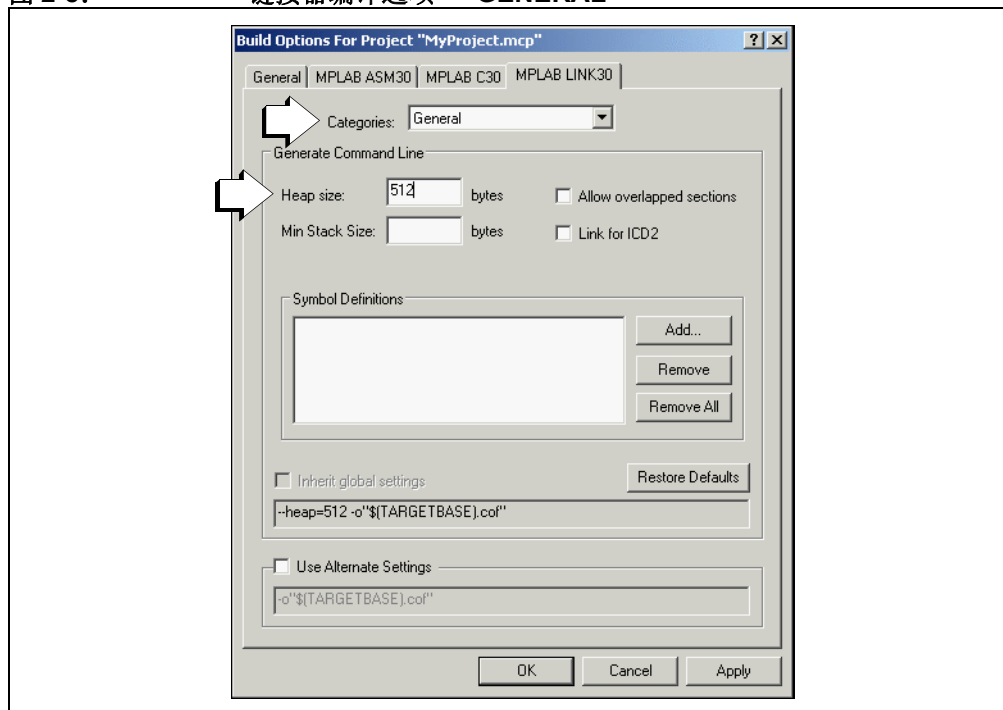 Build Options For Project "MyProject.mcp"
General MPLAB ASM30 MPLAB C30 MPLAB LINK30
Categories: General
Generate Command Line
Heap size: 512 bytes Allow overlapped sections
Min Stack Size: bytes Link for ICD2
Symbol Definitions
Add...
Remove
Remove All
Inherit global settings Restore Defaults
--heap=512 -o"$(TARGETBASE).cof"
Use Alternate Settings
-o"$(TARGETBASE).cof"
OK Cancel Apply